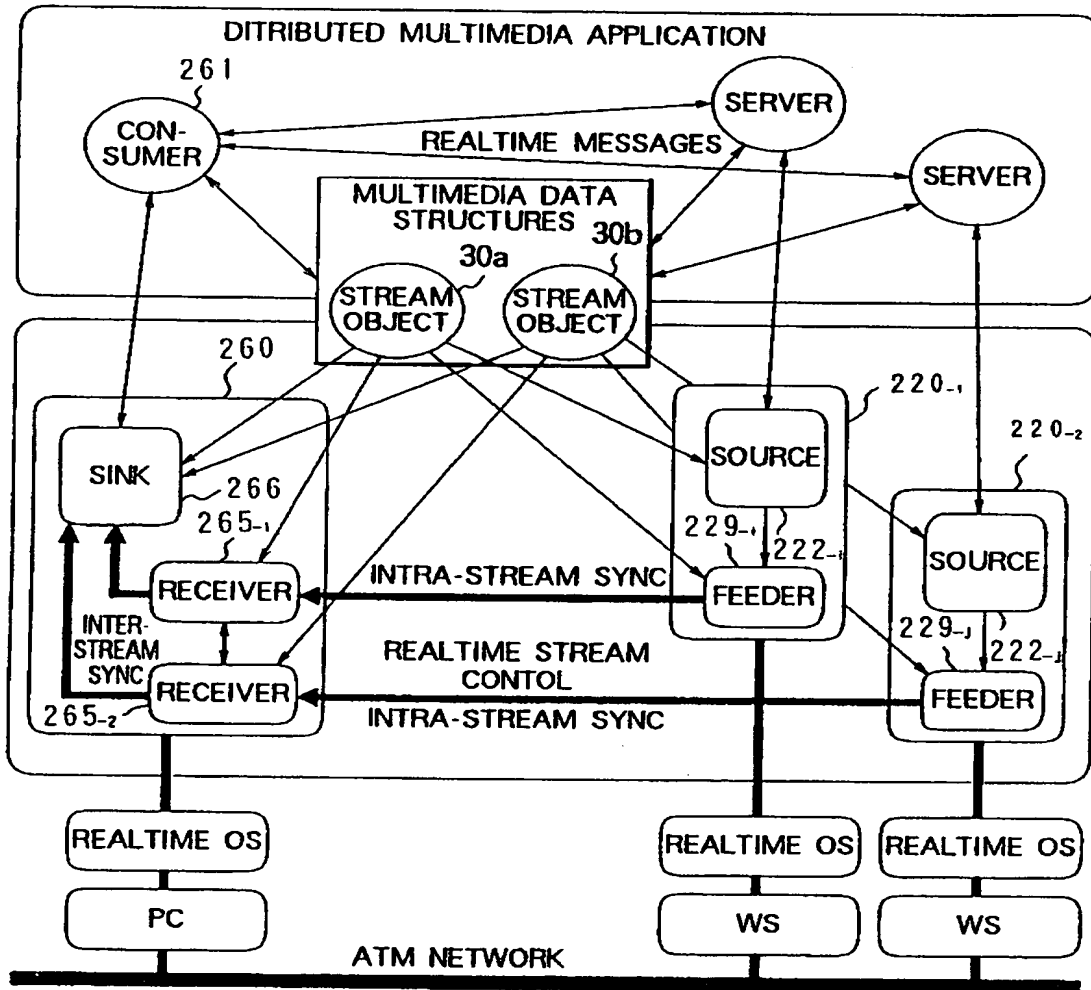 DITRIBUTED MULTIMEDIA APPLICATION
261
CON-
SUMER
SERVER
REALTIME MESSAGES
SERVER
MULTIMEDIA DATA
STRUCTURES
30a
30b
STREAM
OBJECT
STREAM
OBJECT
260
220-1
220-2
SINK
266
SOURCE
265-1
229-1
222-1
SOURCE
RECEIVER
INTRA-STREAM SYNC
FEEDER
INTER-
STREAM
SYNC
229-j
222-j
REALTIME STREAM
CONTOL
RECEIVER
265-2
INTRA-STREAM SYNC
FEEDER
REALTIME OS
REALTIME OS
REALTIME OS
PC
WS
WS
ATM NETWORK